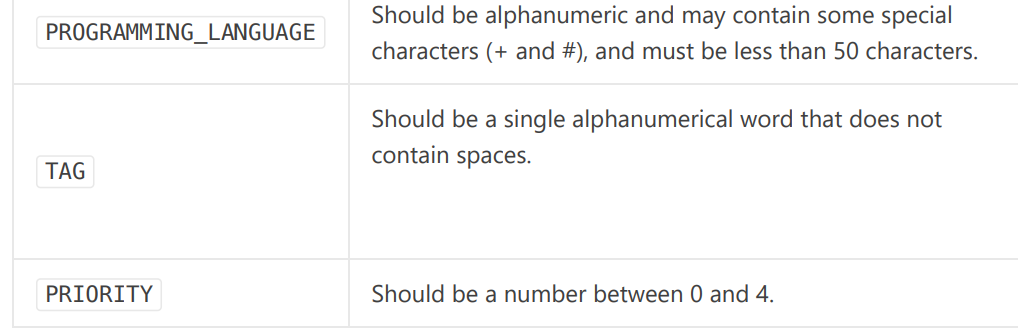 PROGRAMMING_LANGUAGE
Should be alphanumeric and may contain some special
characters (+ and #), and must be less than 50 characters.
TAG
Should be a single alphanumerical word that does not
contain spaces.
PRIORITY
Should be a number between 0 and 4.